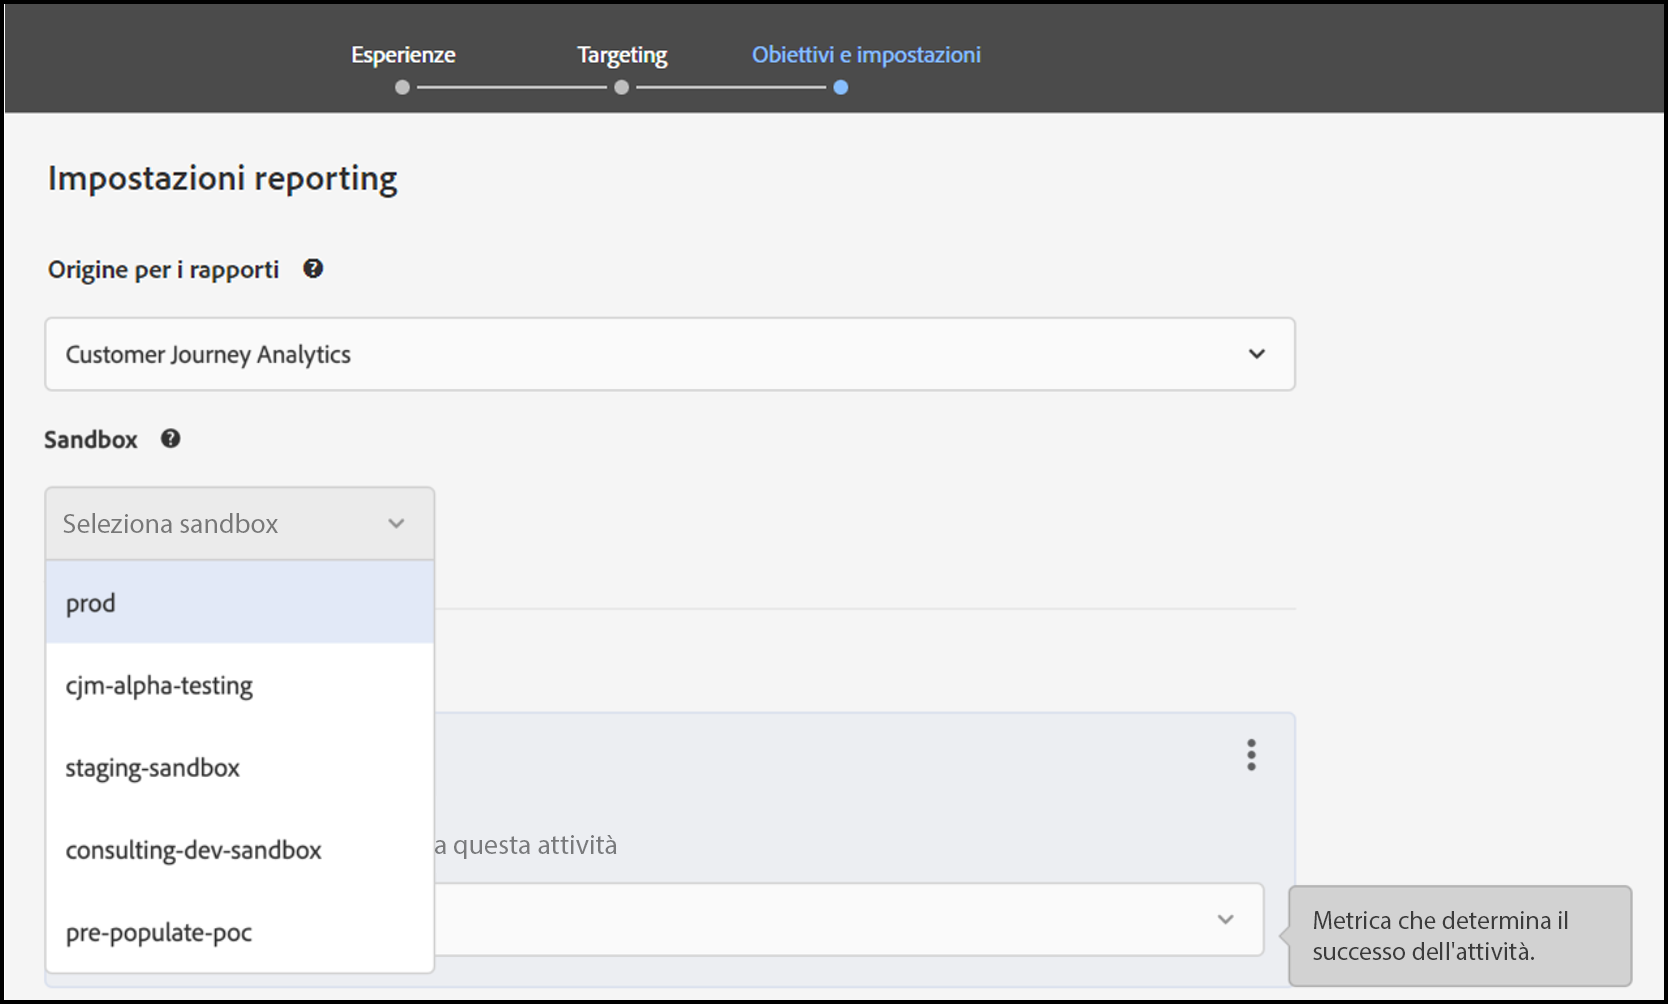 Esperienze
Targeting
Obiettivi e impostazioni
Impostazioni reporting
Origine per i rapporti
Customer Journey Analytics
Sandbox
Seleziona sandbox
prod
cjm-alpha-testing
staging-sandbox
consulting-dev-sandbox
a questa attività
pre-populate-poc
Metrica che determina il
successo dell'attività.